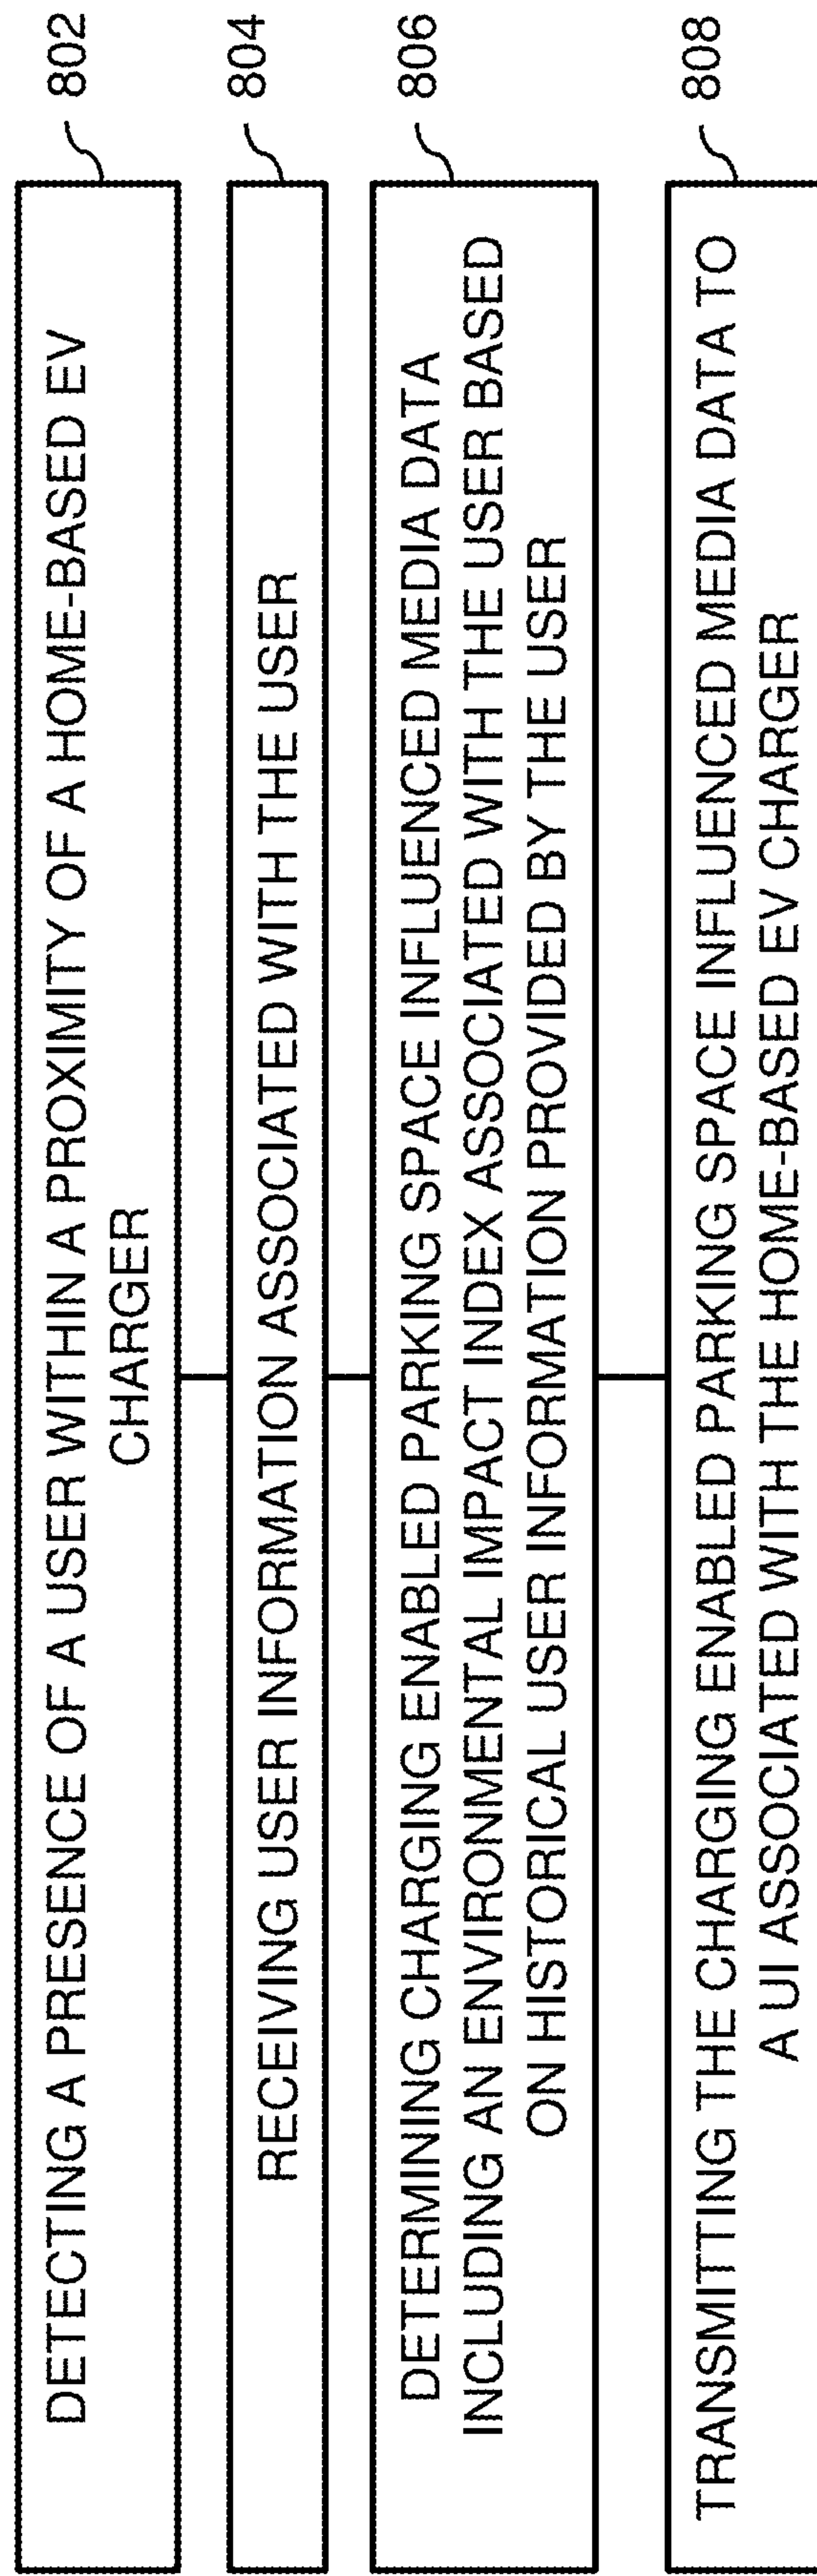 DETECTING A PRESENCE OF A USER WITHIN A PROXIMITY OF A HOME-BASED EV
CHARGER
802
RECEIVING USER INFORMATION ASSOCIATED WITH THE USER
804
DETERMINING CHARGING ENABLED PARKING SPACE INFLUENCED MEDIA DATA
INCLUDING AN ENVIRONMENTAL IMPACT INDEX ASSOCIATED WITH THE USER BASED
ON HISTORICAL USER INFORMATION PROVIDED BY THE USER
806
TRANSMITTING THE CHARGING ENABLED PARKING SPACE INFLUENCED MEDIA DATA TO
A UI ASSOCIATED WITH THE HOME-BASED EV CHARGER
808